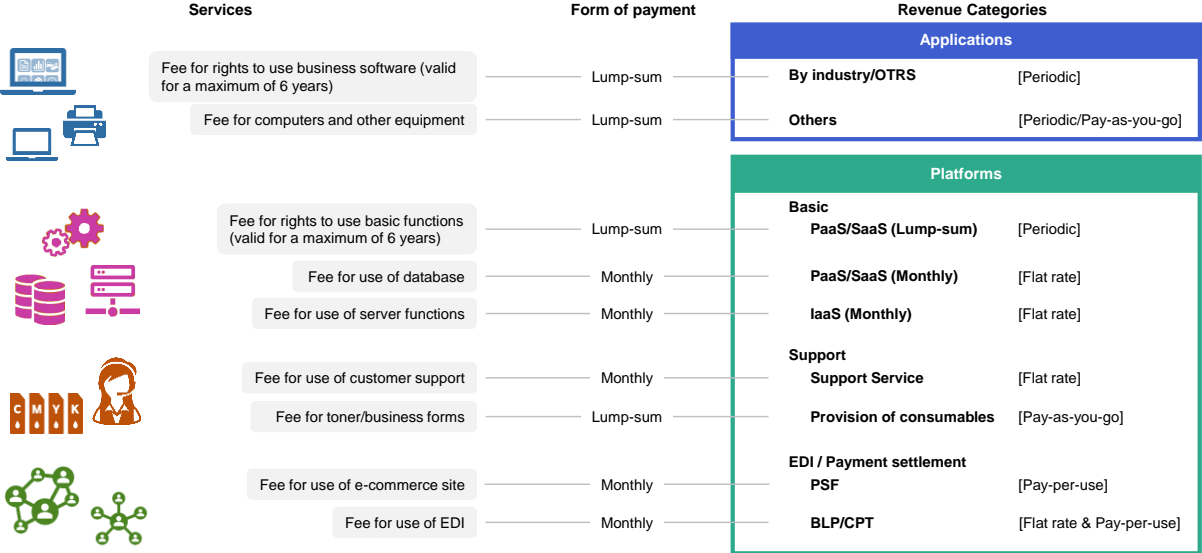 Services Form of payment Revenue Categories
Applications
Fee for rights to use business software (valid
for a maximum of 6 years)
Lump-sum
By industry/OTRS
[Periodic]
Fee for computers and other equipment
Lump-sum
Others
[Periodic/Pay-as-you-go]
Platforms
Basic
Fee for rights to use basic functions
(valid for a maximum of 6 years)
Lump-sum
PaaS/SaaS (Lump-sum)
[Periodic]
Fee for use of database
Monthly
PaaS/SaaS (Monthly)
[Flat rate]
Fee for use of server functions
Monthly
IaaS (Monthly)
[Flat rate]
Support
Fee for use of customer support
Monthly
Support Service
[Flat rate]
C M Y K
Fee for toner/business forms
Lump-sum
Provision of consumables
[Pay-as-you-go]
EDI / Payment settlement
Fee for use of e-commerce site
Monthly
PSF
[Pay-per-use]
Fee for use of EDI
Monthly
BLP/CPT
[Flat rate & Pay-per-use]